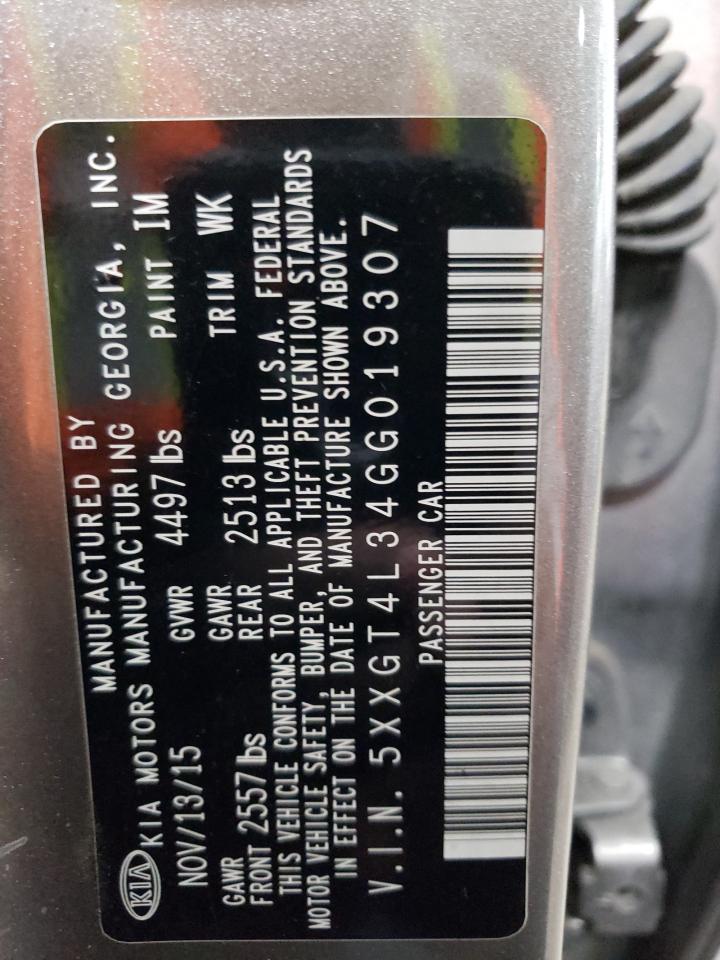 MANUFACTURED BY
KIA KIA MOTORS MANUFACTURING GEORGIA, INC.
NOV/13/15 GVWR 4497 lbs PAINT IM
GAWR FRONT 2557 lbs GAWR REAR 2513 lbs TRIM WK
THIS VEHICLE CONFORMS TO ALL APPLICABLE U.S.A. FEDERAL
MOTOR VEHICLE SAFETY, BUMPER, AND THEFT PREVENTION STANDARDS
IN EFFECT ON THE DATE OF MANUFACTURE SHOWN ABOVE.
V.I.N. 5XXGT4L34GG019307
PASSENGER CAR